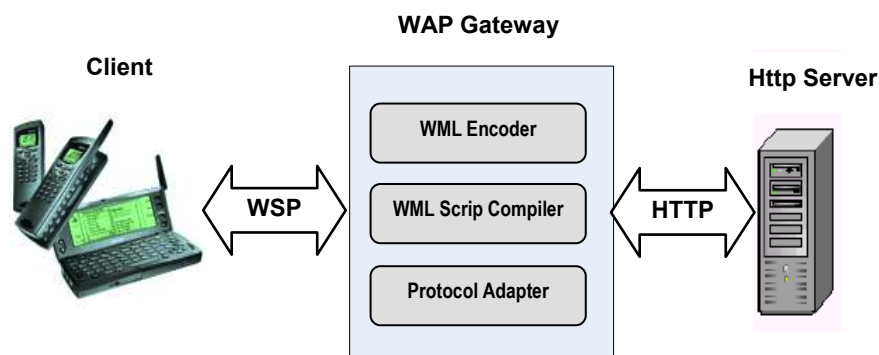 WAP Gateway
Client
Http Server
WML Encoder
WSP
WML Scrip Compiler
HTTP
Protocol Adapter